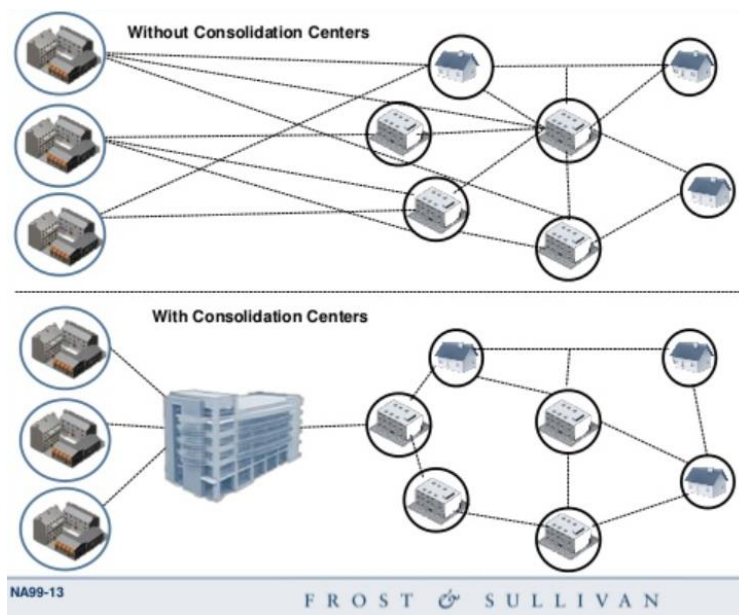 Without Consolidation Centers
With Consolidation Centers
NA99-13
FROST & SULLIVAN